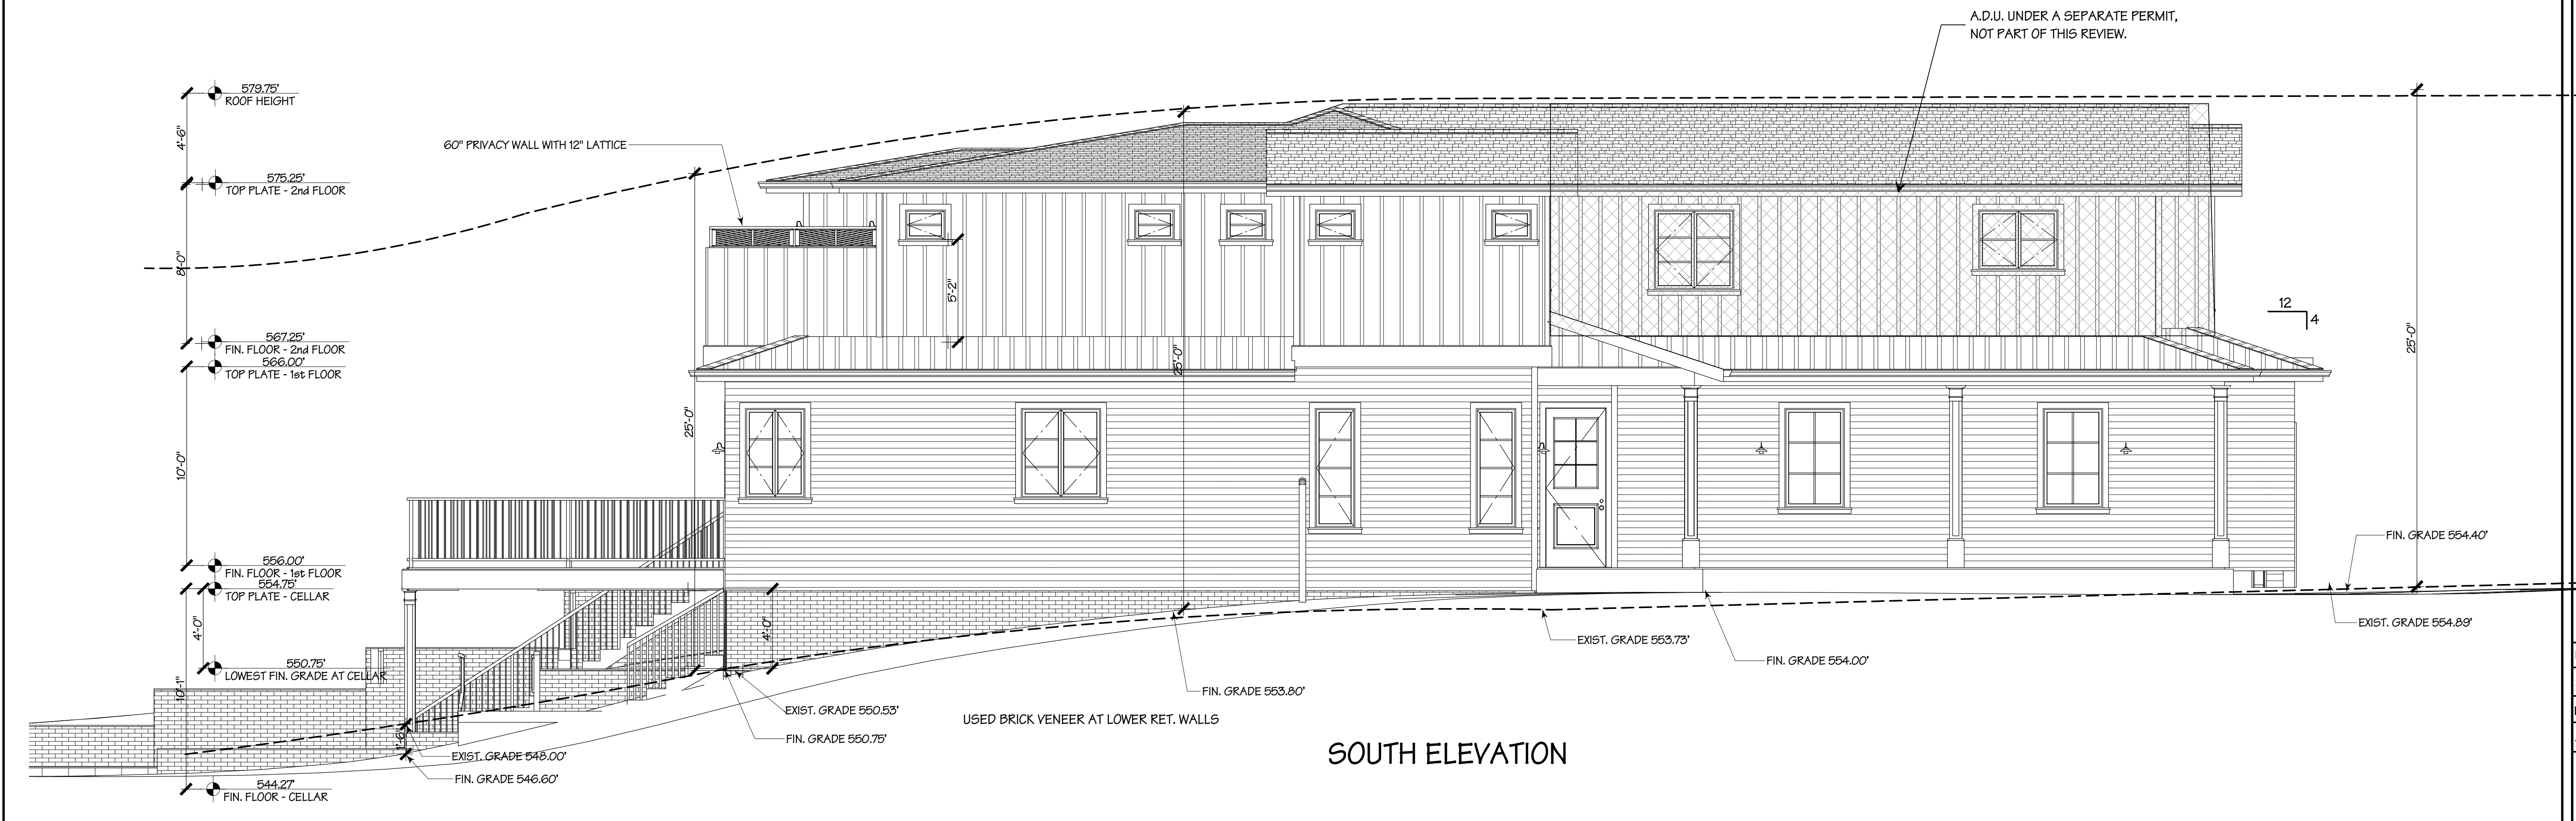 A.D.U. UNDER A SEPARATE PERMIT,
NOT PART OF THIS REVIEW.
579.75'
ROOF HEIGHT
4'-6"
60" PRIVACY WALL WITH 12" LATTICE
575.25'
TOP PLATE - 2nd FLOOR
8'-0"
5'-2"
12
4
567.25'
FIN. FLOOR - 2nd FLOOR
566.00'
TOP PLATE - 1st FLOOR
25'-0"
25'-0"
25'-0"
10'-0"
FIN. GRADE 554.40'
556.00'
FIN. FLOOR - 1st FLOOR
554.75'
TOP PLATE - CELLAR
4'-0"
4'-0"
EXIST. GRADE 554.89'
EXIST. GRADE 553.73'
550.75'
LOWEST FIN. GRADE AT CELLAR
FIN. GRADE 554.00'
10'-1"
FIN. GRADE 553.80'
EXIST. GRADE 550.53'
USED BRICK VENEER AT LOWER RET. WALLS
FIN. GRADE 550.75'
1'-6"
EXIST. GRADE 548.00'
SOUTH ELEVATION
FIN. GRADE 546.60'
544.27'
FIN. FLOOR - CELLAR